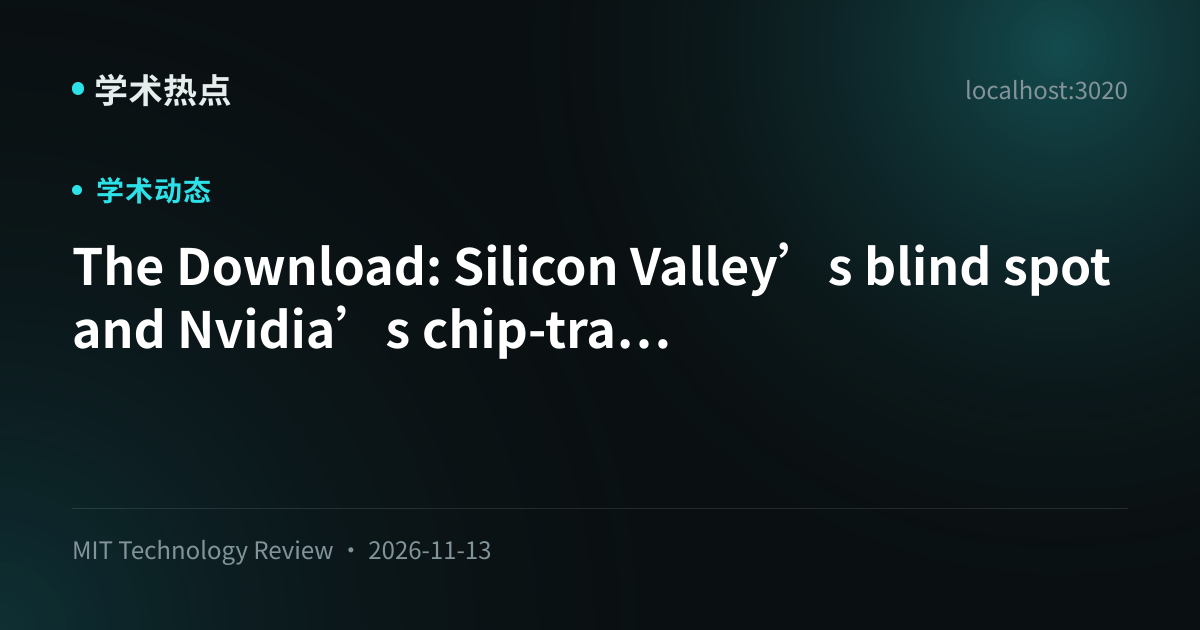 学术热点
localhost:3020
学术动态
The Download: Silicon Valley’s blind spot
and Nvidia’s chip-tra…
MIT Technology Review · 2026-11-13